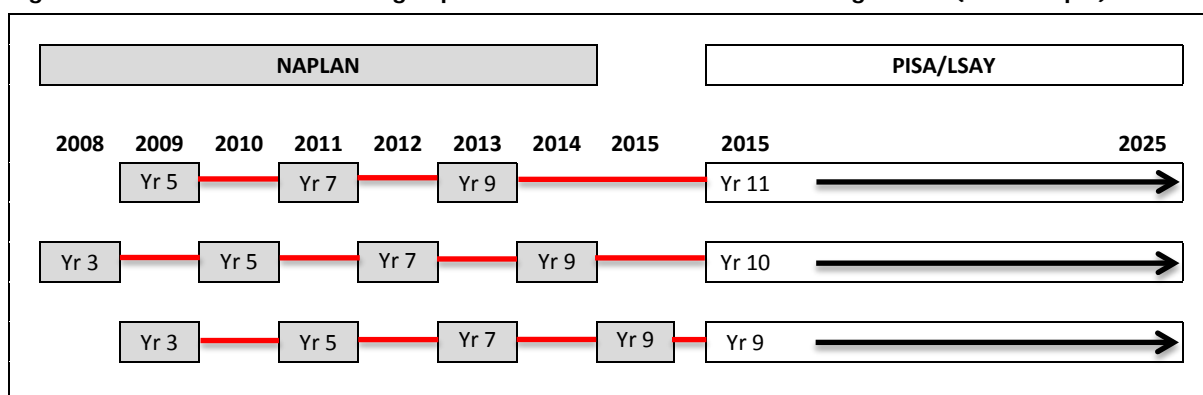 NAPLAN PISA/LSAY
2008 2009 2010 2011 2012 2013 2014 2015 2015 2025
Yr 5 Yr 7 Yr 9 Yr 11
Yr 3 Yr 5 Yr 7 Yr 9 Yr 10
Yr 3 Yr 5 Yr 7 Yr 9 Yr 9